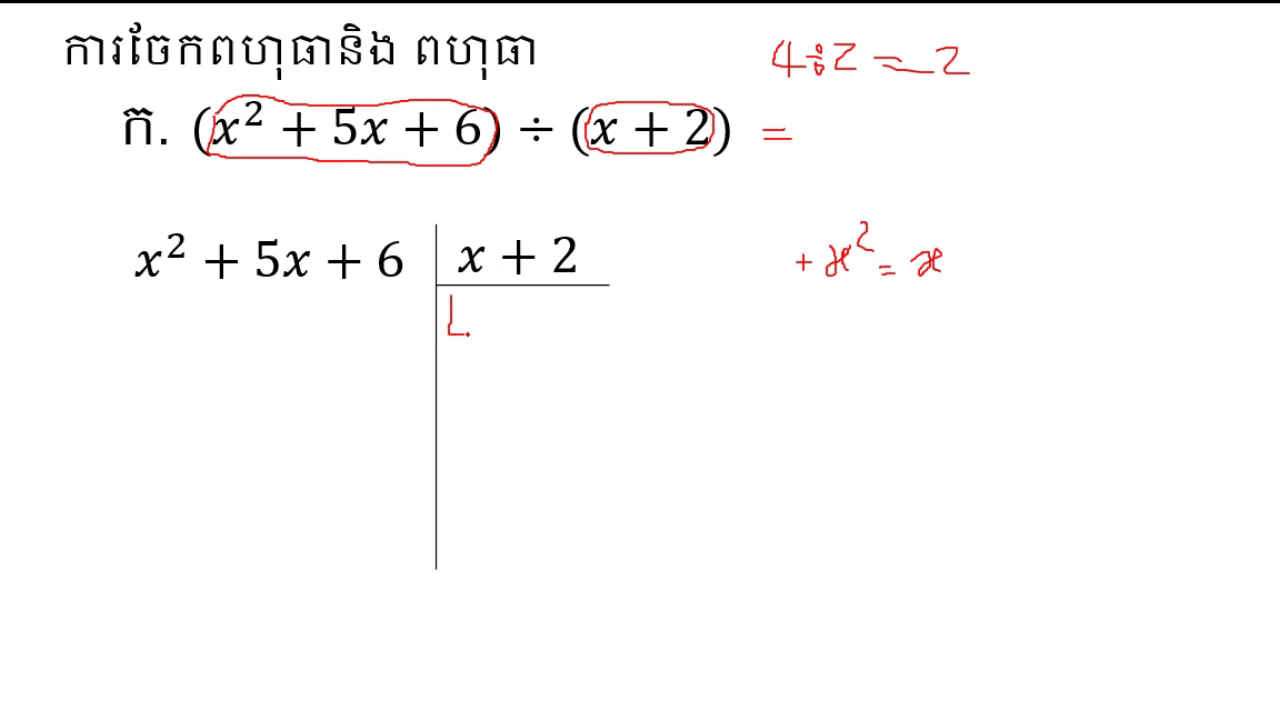 ការចែកពហុធានិង ពហុធា
4÷2 = 2
ក. (x² + 5x + 6) ÷ (x + 2) =
x² + 5x + 6 x + 2
+ x² = x